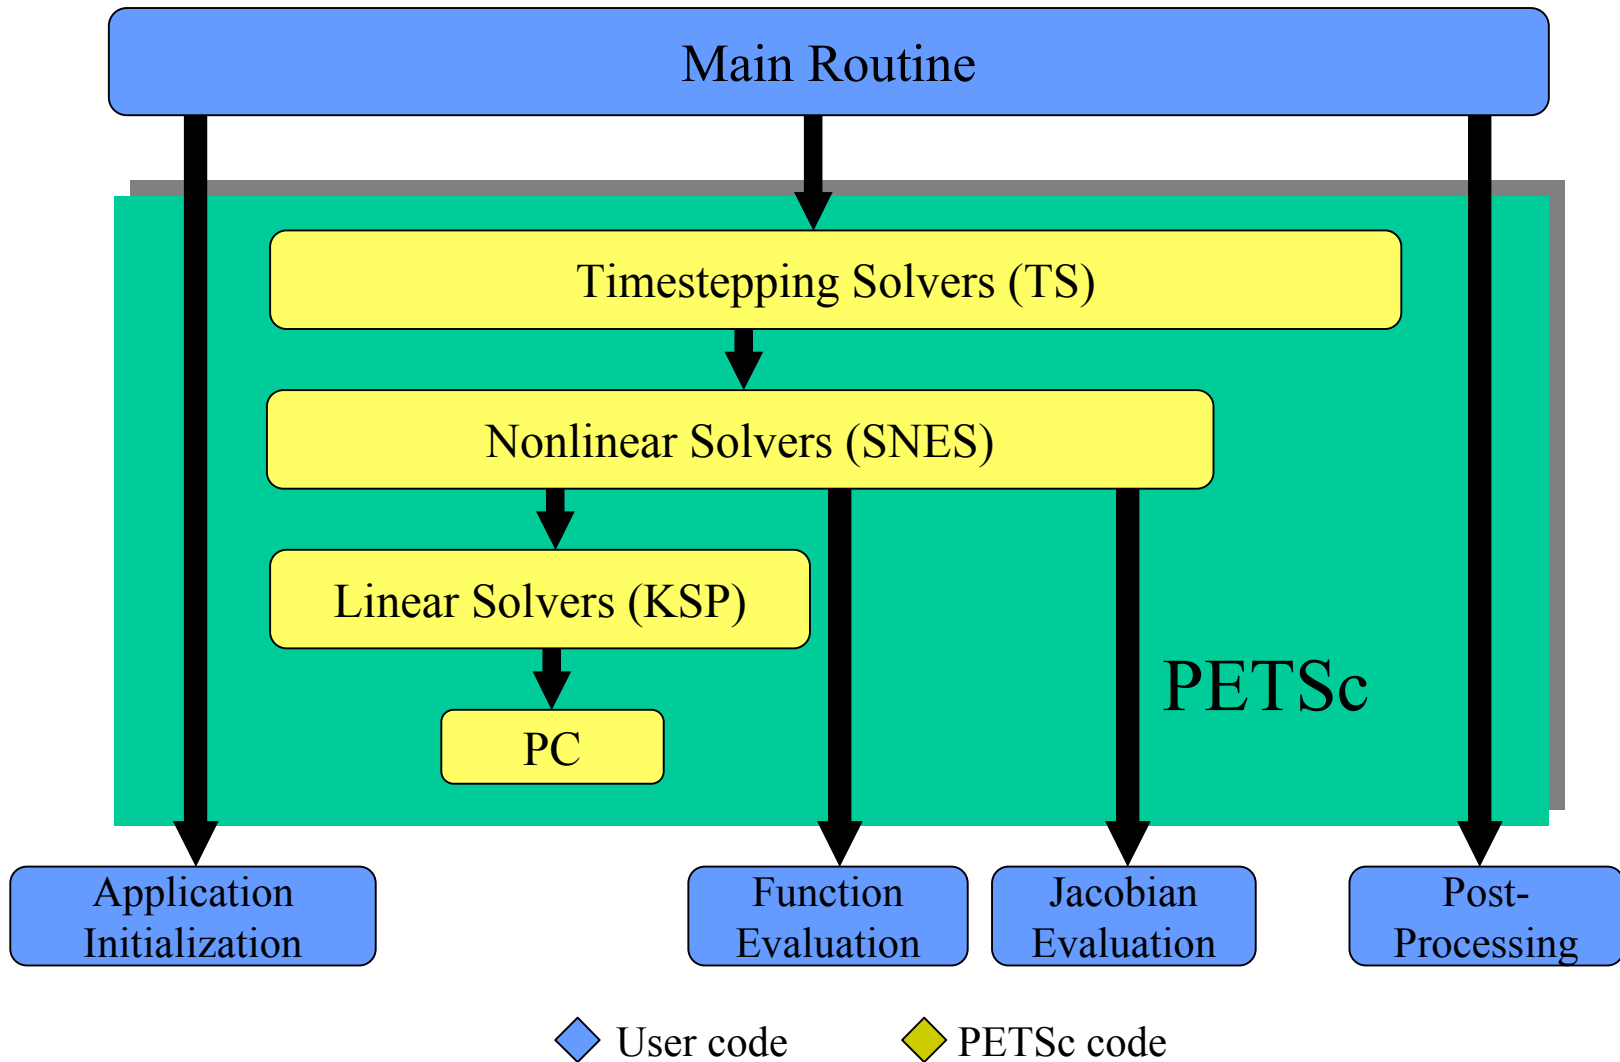 Main Routine
Timestepping Solvers (TS)
Nonlinear Solvers (SNES)
Linear Solvers (KSP)
PETSc
PC
Application
Initialization
Function
Evaluation
Jacobian
Evaluation
Post-
Processing
User code
PETSc code